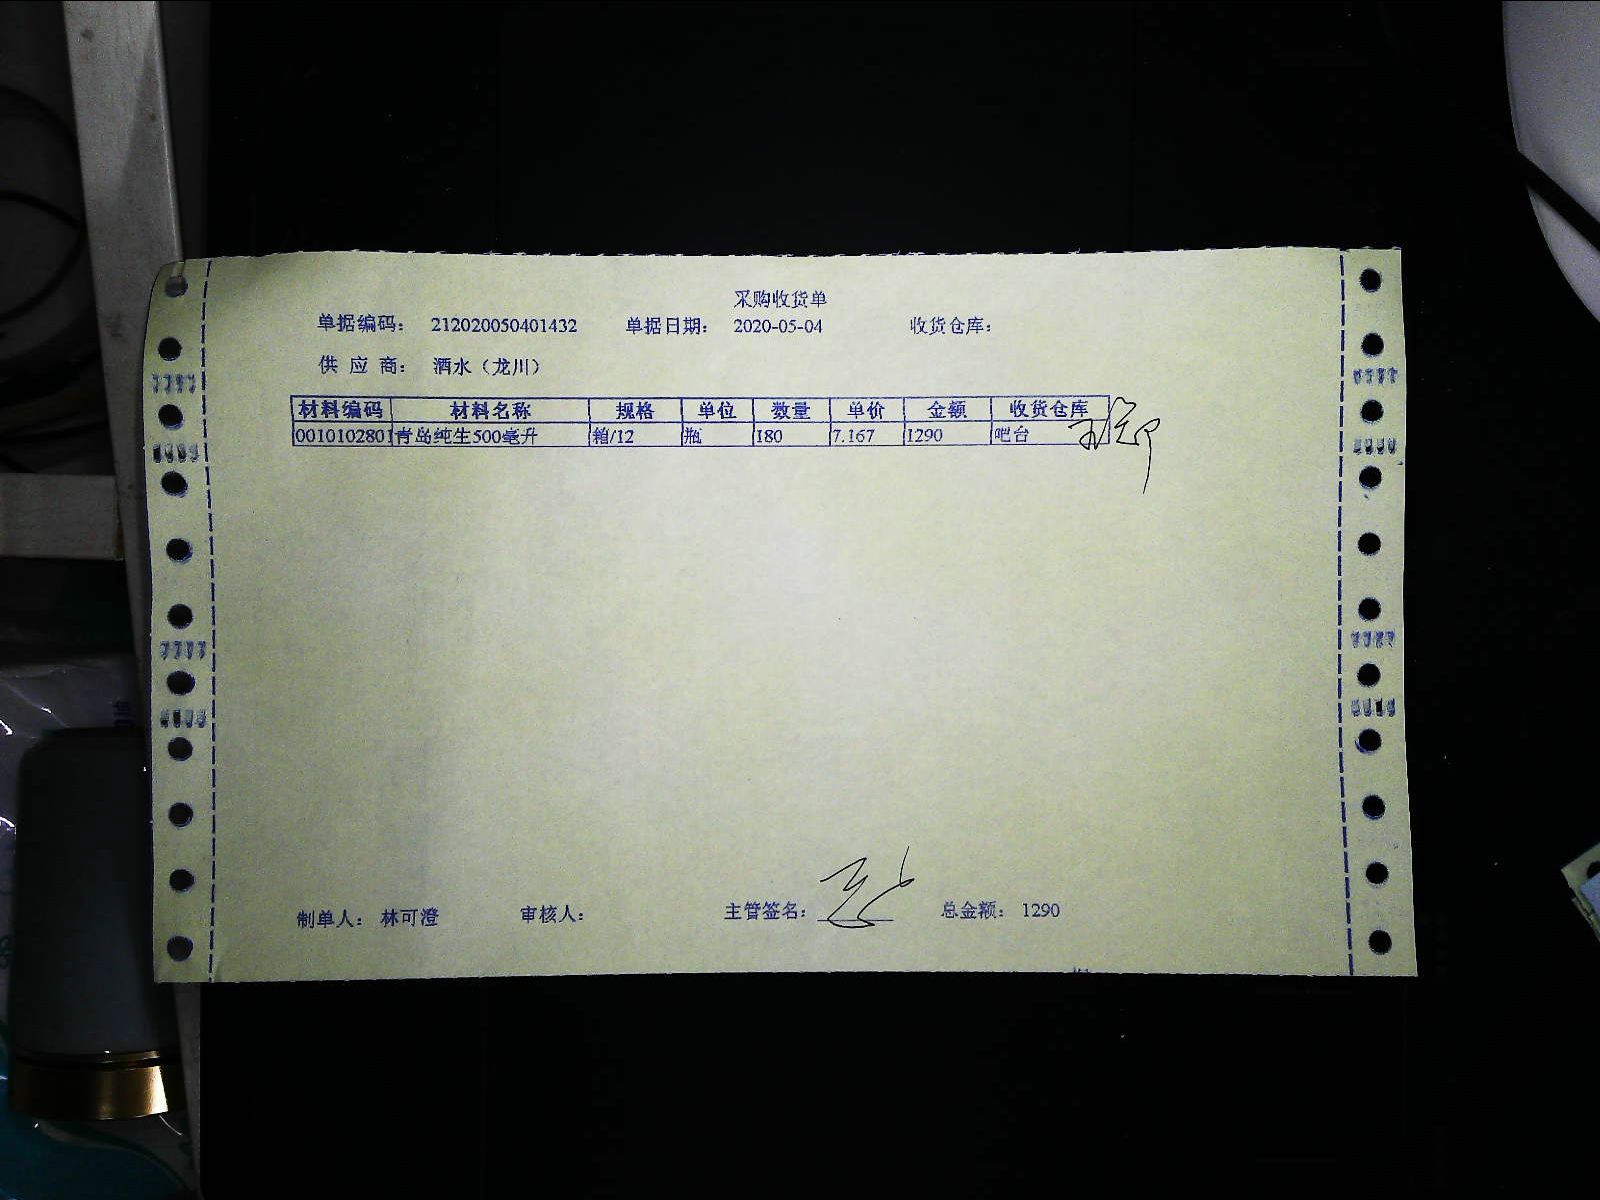 采购收货单
单据编码： 212020050401432 单据日期： 2020-05-04 收货仓库：
供 应 商： 酒水（龙川）
材料编码 材料名称 规格 单位 数量 单价 金额 收货仓库
0010102801 青岛纯生500毫升 箱/12 瓶 180 7.167 1290 吧台
制单人： 林可澄 审核人： 主管签名： 总金额： 1290